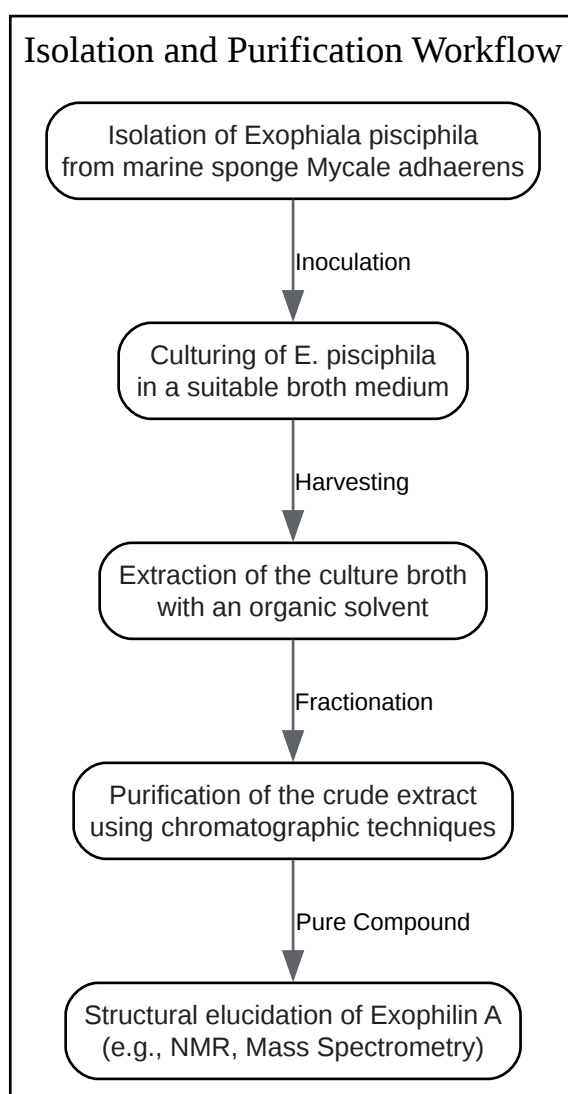 Isolation and Purification Workflow
Isolation of Exophiala pisciphila
from marine sponge Mycale adhaerens
Inoculation
Culturing of E. pisciphila
in a suitable broth medium
Harvesting
Extraction of the culture broth
with an organic solvent
Fractionation
Purification of the crude extract
using chromatographic techniques
Pure Compound
Structural elucidation of Exophilin A
(e.g., NMR, Mass Spectrometry)